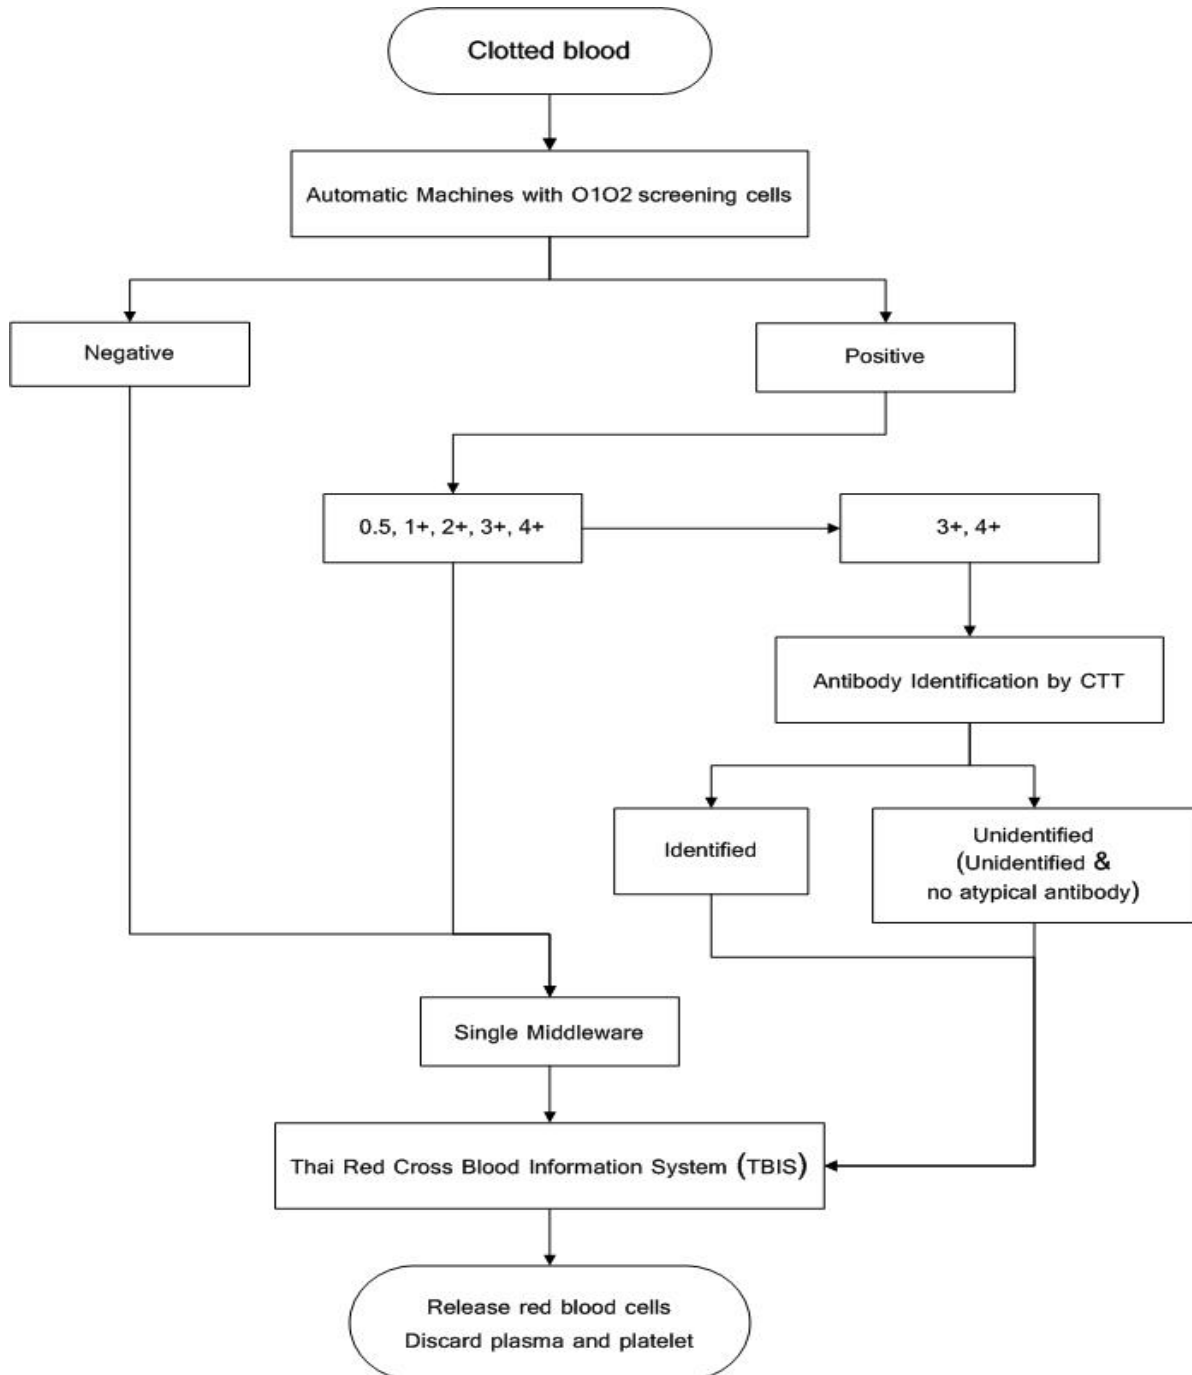 Clotted blood
Automatic Machines with O1O2 screening cells
Negative
Positive
0.5, 1+, 2+, 3+, 4+
3+, 4+
Antibody Identification by CTT
Identified
Unidentified
(Unidentified &
no atypical antibody)
Single Middleware
Thai Red Cross Blood Information System (TBIS)
Release red blood cells
Discard plasma and platelet